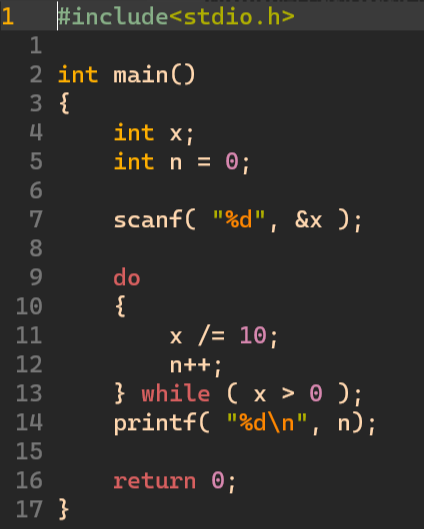 1 #include<stdio.h>
1
2 int main()
3 {
4     int x;
5     int n = 0;
6
7     scanf( "%d", &x );
8
9     do
10     {
11         x /= 10;
12         n++;
13     } while ( x > 0 );
14     printf( "%d\n", n);
15
16     return 0;
17 }